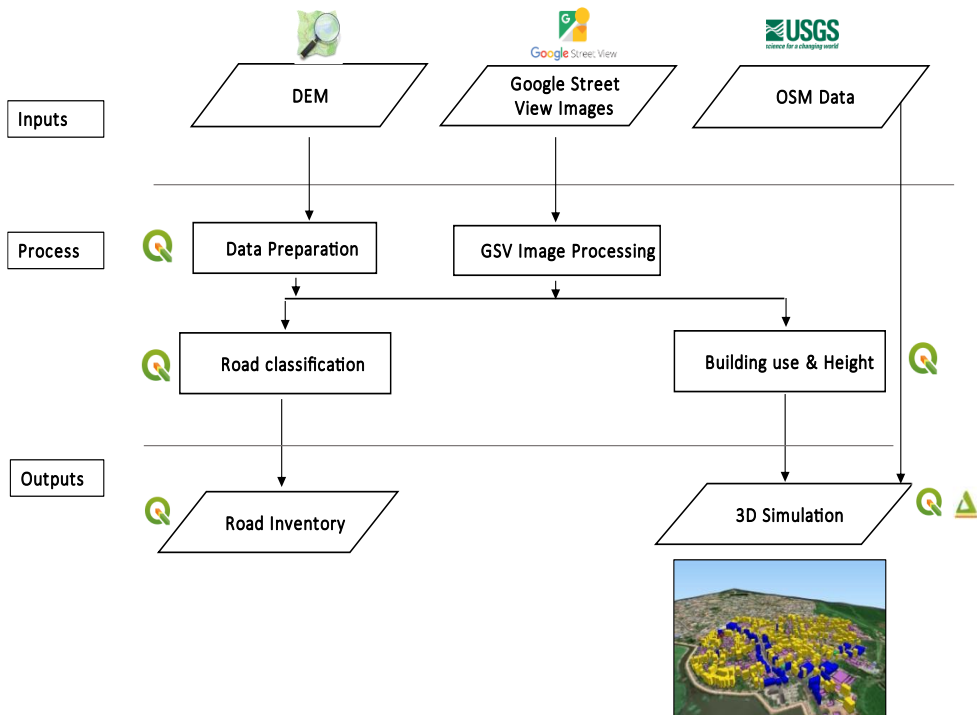 USGS
science for a changing world
Google Street View
DEM
Google Street
View Images
OSM Data
Inputs
Process
Data Preparation
GSV Image Processing
Road classification
Building use & Height
Outputs
Road Inventory
3D Simulation